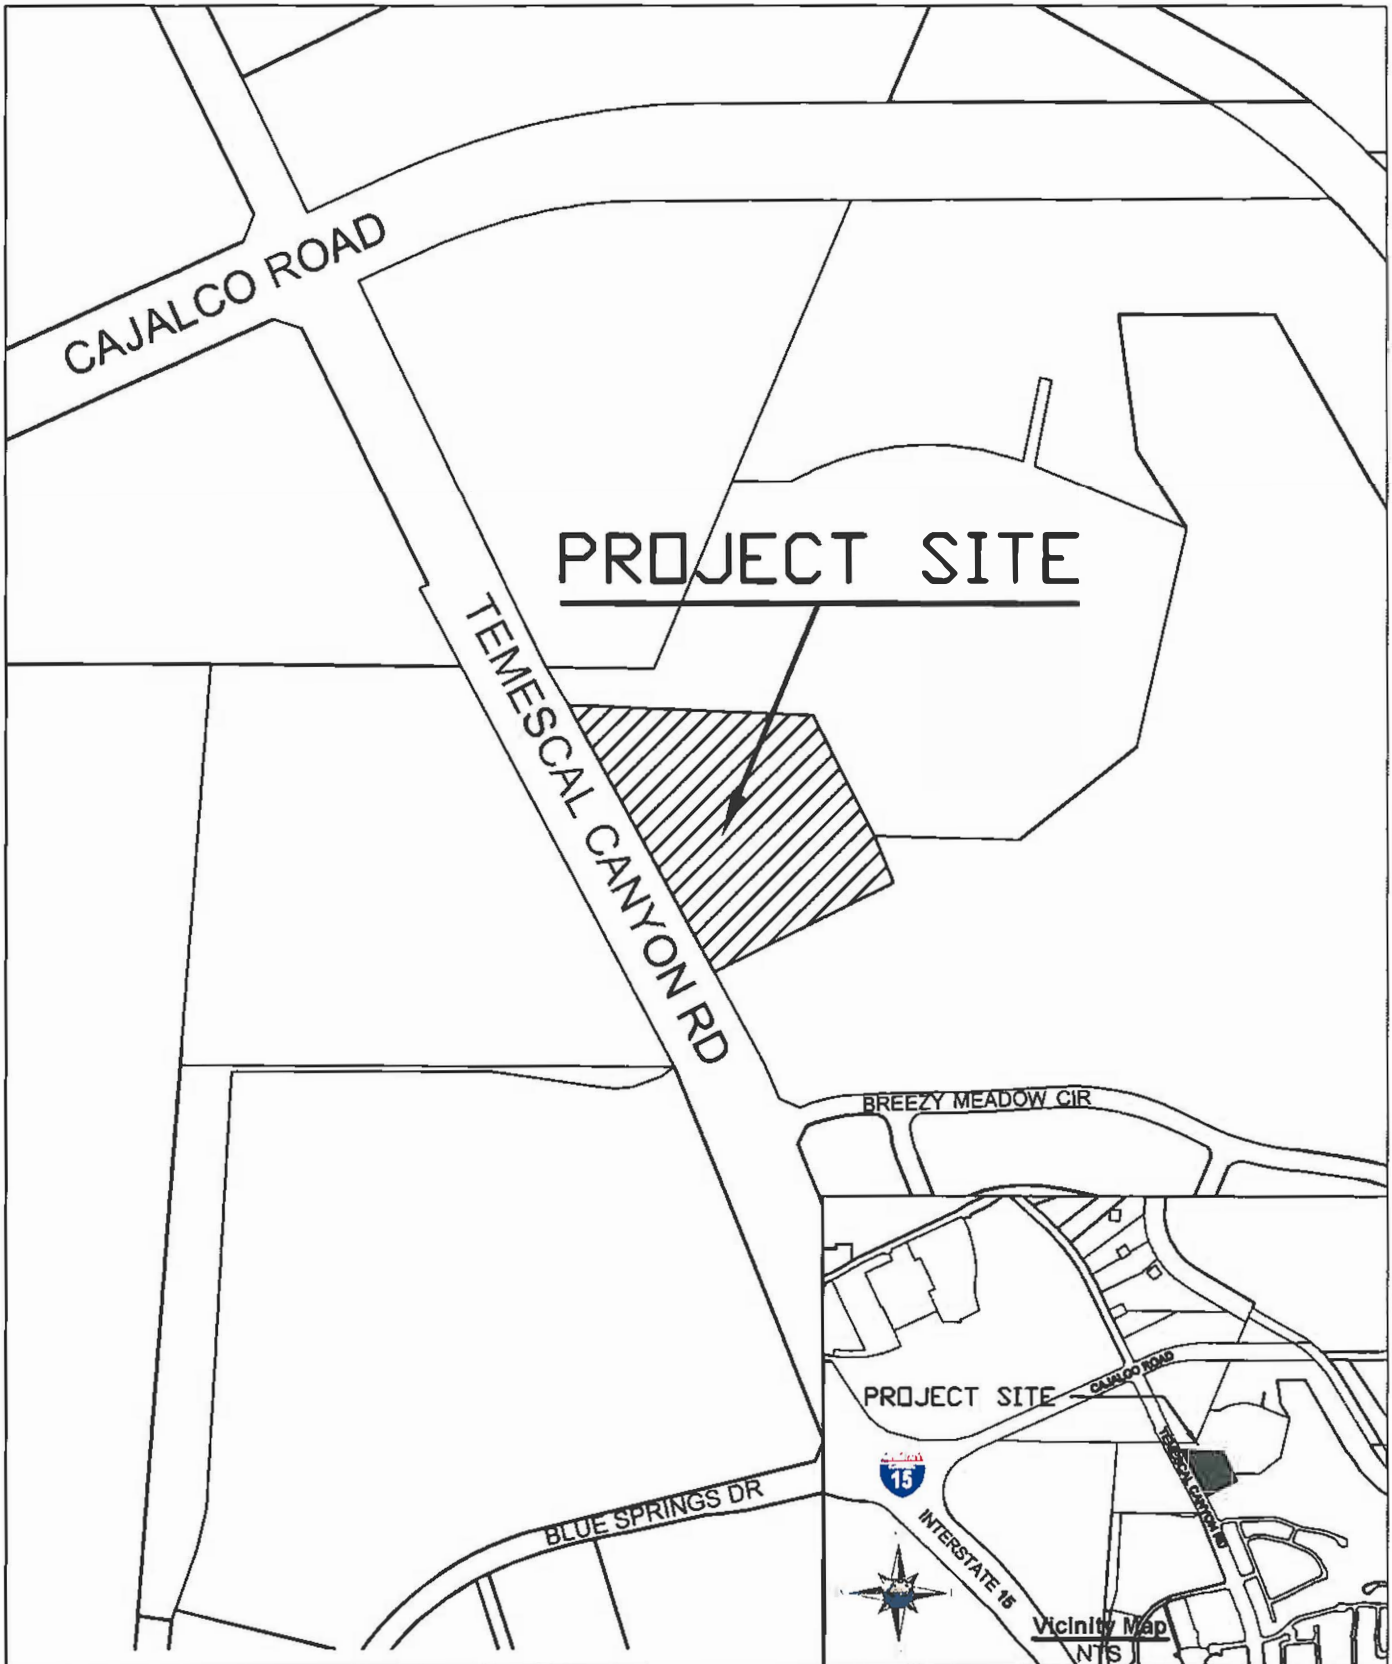 CAJALCO ROAD
PROJECT SITE
TEMESCAL CANYON RD
BREEZY MEADOW CIR
BLUE SPRINGS DR
CAJALCO ROAD
PROJECT SITE
TEMESCAL CANYON RD
15
INTERSTATE 15
Vicinity Map
NTS